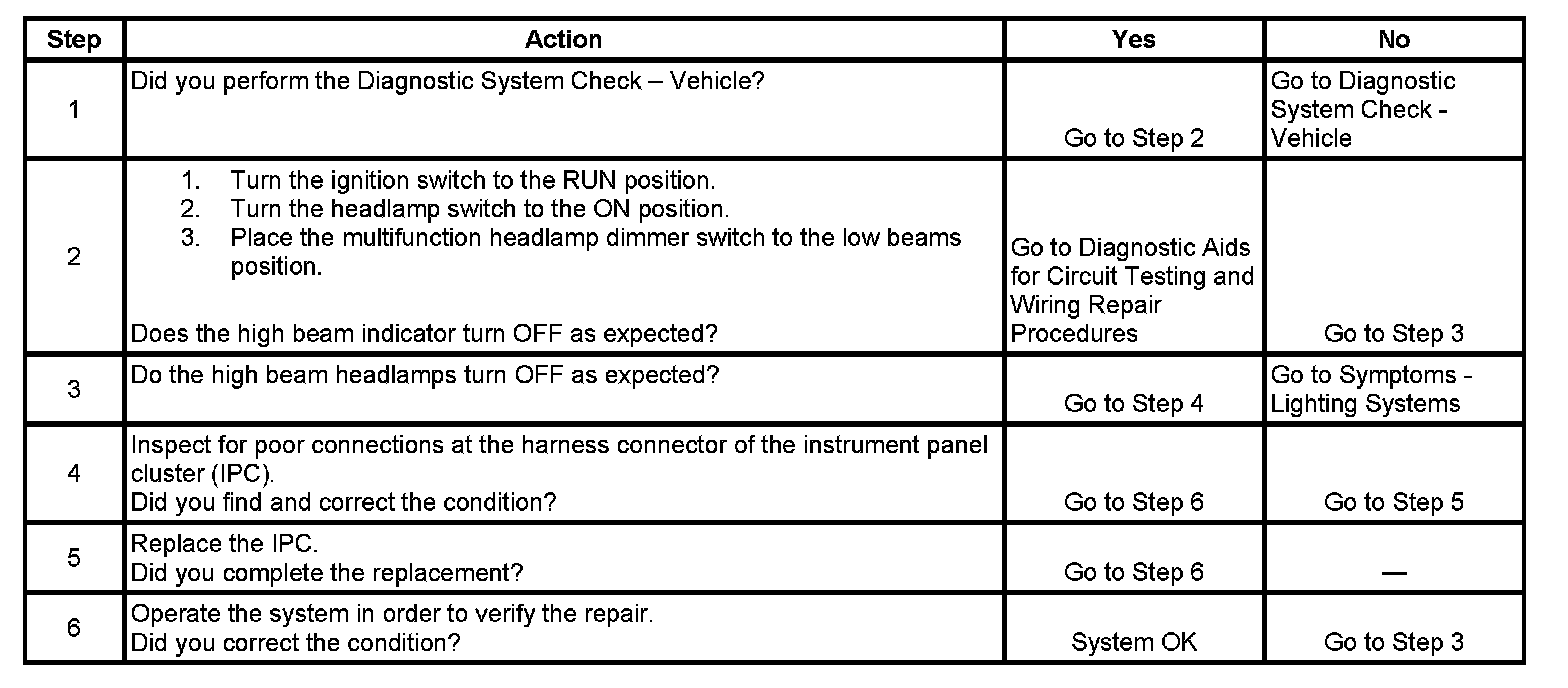 Step Action Yes No
Did you perform the Diagnostic System Check – Vehicle?
1
Go to Step 2
Go to Diagnostic
System Check -
Vehicle
2
1. Turn the ignition switch to the RUN position.
2. Turn the headlamp switch to the ON position.
3. Place the multifunction headlamp dimmer switch to the low beams
position.
Does the high beam indicator turn OFF as expected?
Go to Diagnostic Aids
for Circuit Testing and
Wiring Repair
Procedures
Go to Step 3
3
Do the high beam headlamps turn OFF as expected?
Go to Step 4
Go to Symptoms -
Lighting Systems
4
Inspect for poor connections at the harness connector of the instrument panel
cluster (IPC).
Did you find and correct the condition?
Go to Step 6
Go to Step 5
5
Replace the IPC.
Did you complete the replacement?
Go to Step 6
—
6
Operate the system in order to verify the repair.
Did you correct the condition?
System OK
Go to Step 3